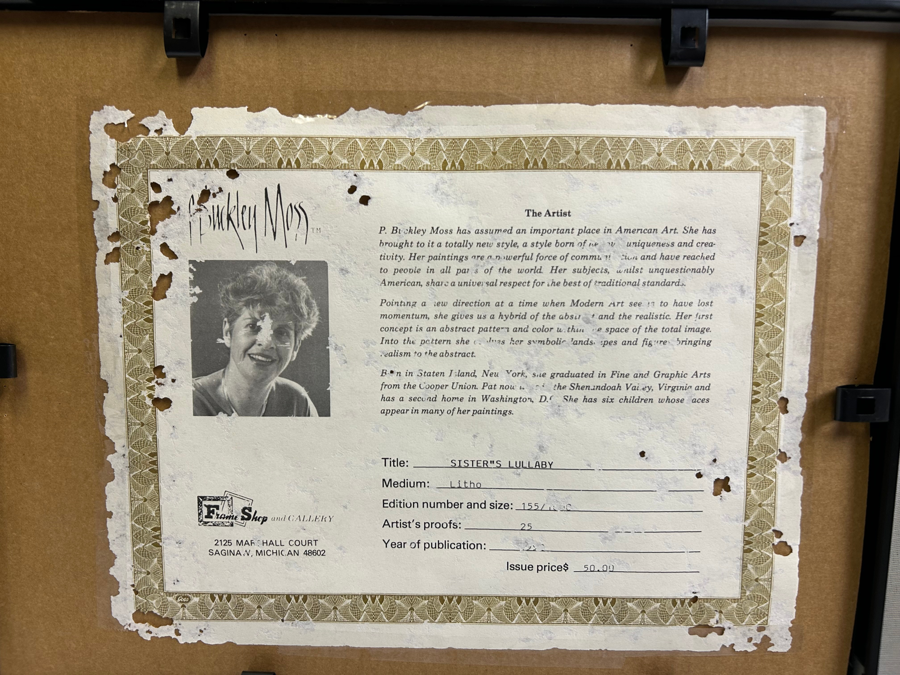 P Buckley Moss TM
The Artist
P. Buckley Moss has assumed an important place in American Art. She has
brought to it a totally new style, a style born of her own uniqueness and crea-
tivity. Her paintings are a powerful force of communication and have reached
to people in all parts of the world. Her subjects, whilst unquestionably
American, share a universal respect for the best of traditional standards.
Pointing a new direction at a time when Modern Art seems to have lost
momentum, she gives us a hybrid of the abstract and the realistic. Her first
concept is an abstract pattern and color within the space of the total image.
Into the pattern she evolves her symbolic landscapes and figures bringing
realism to the abstract.
Born in Staten Island, New York, she graduated in Fine and Graphic Arts
from the Cooper Union. Pat now the Shenandoah Valley, Virginia and
has a second home in Washington, D.C. She has six children whose faces
appear in many of her paintings.
Title: SISTER"S LULLABY
Medium: Litho
Edition number and size: 155/
Artist's proofs: 25
Year of publication:
Issue price$ 50.00
Frame Shop and GALLERY
2125 MARSHALL COURT
SAGINAW, MICHIGAN 48602